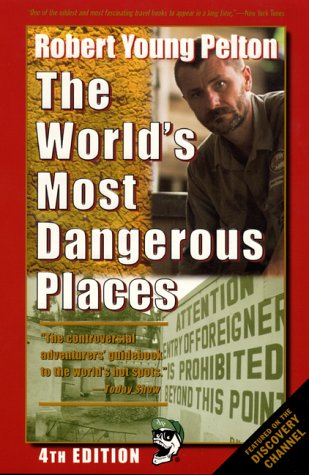 "One of the oddest and most fascinating travel books to appear in a long time,"—New York Times
Robert Young Pelton
The
World's
Most
Dangerous
Places
"The controversial
adventurers' guidebook
to the world's hot spots."
—Today Show
ATTENTION
ENTRY OF FOREIGNER
IS PROHIBITED
BEYOND THIS POINT
FEATURED ON THE
DISCOVERY
CHANNEL
4TH EDITION